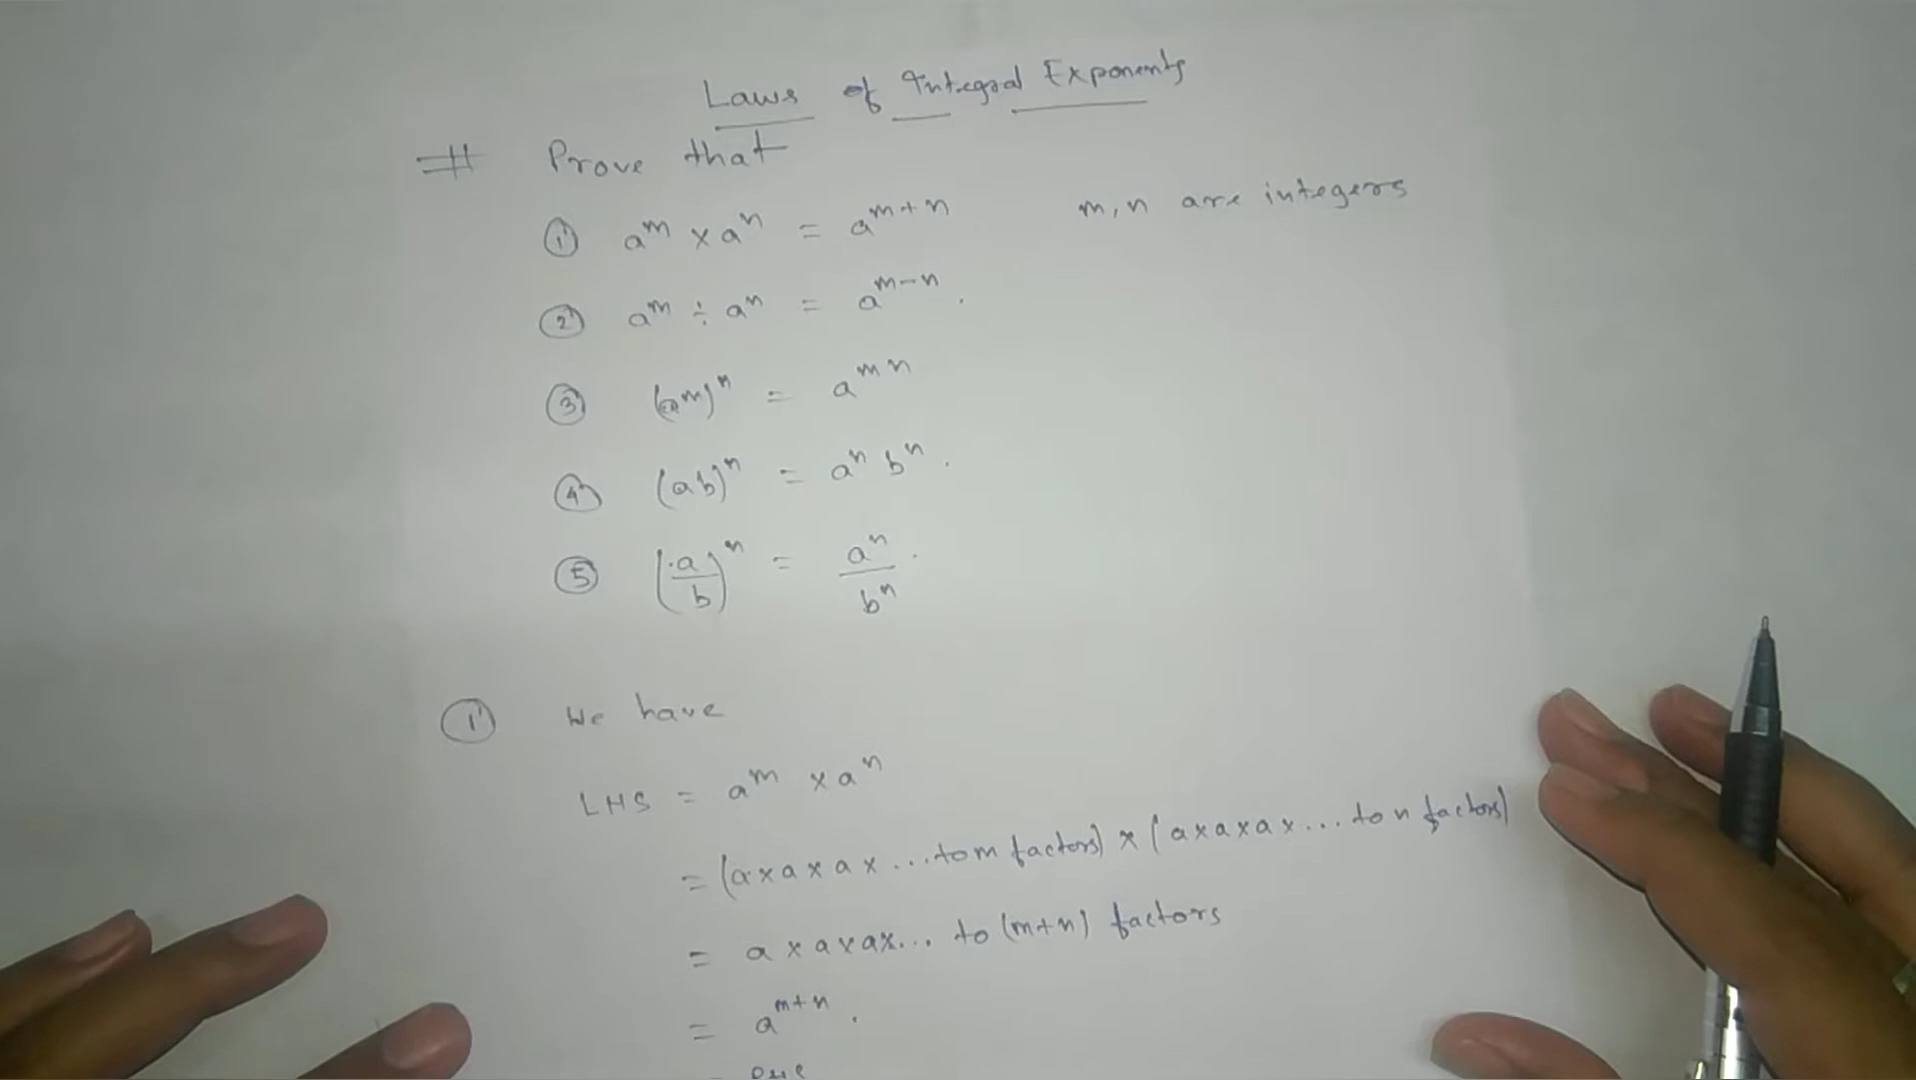 Laws of Integral Exponents
# Prove that
① a^m × a^n = a^(m+n)    m, n are integers
② a^m ÷ a^n = a^(m-n).
③ (a^m)^n = a^(mn)
④ (ab)^n = a^n b^n.
⑤ (a/b)^n = a^n/b^n.
① We have
LHS = a^m × a^n
= (a×a×a×...to m factors) × (a×a×a×...to n factors)
= a×a×a×... to (m+n) factors
= a^(m+n).